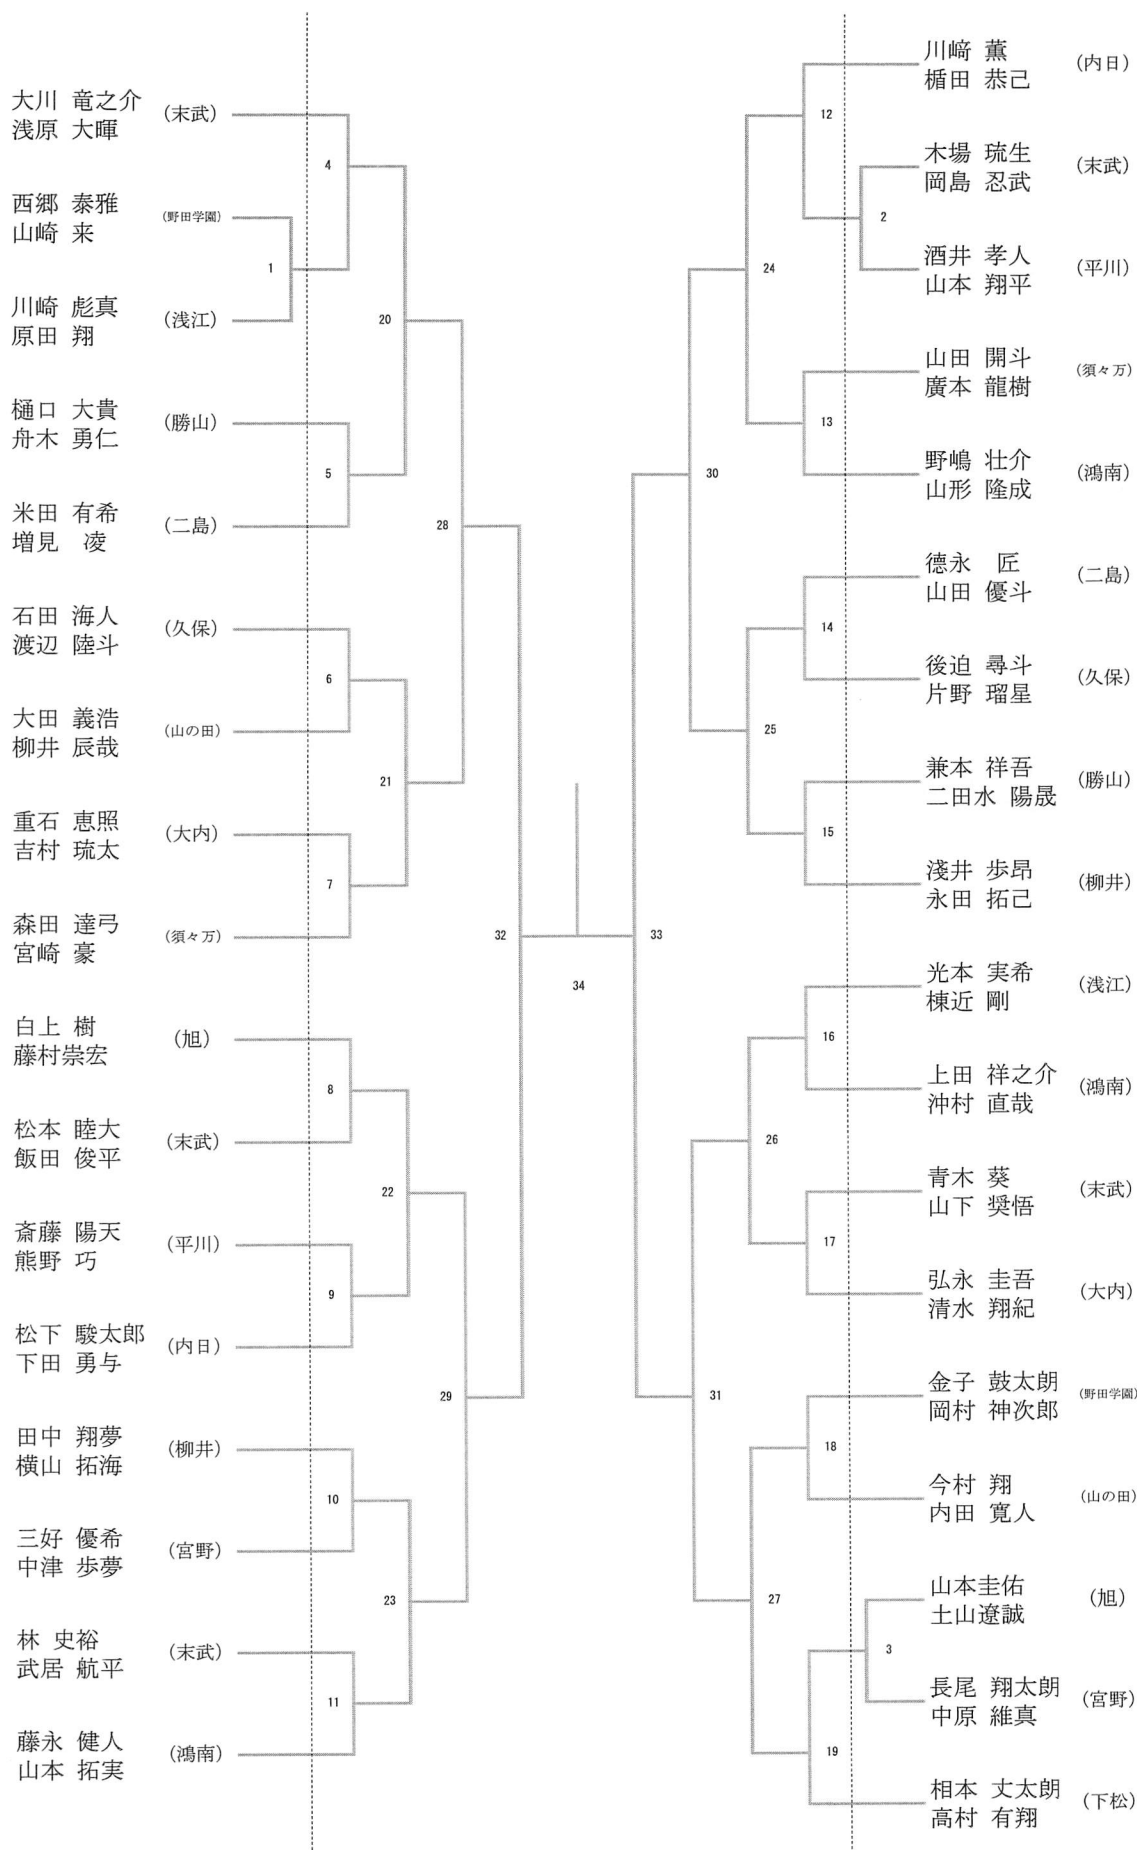 大川 竜之介
浅原 大暉
(末武)
4
西郷 泰雅
山崎 来
(野田学園)
1
川崎 彪真
原田 翔
(浅江)
20
樋口 大貴
舟木 勇仁
(勝山)
5
米田 有希
増見 凌
(二島)
28
石田 海人
渡辺 陸斗
(久保)
6
大田 義浩
柳井 辰哉
(山の田)
21
重石 恵照
吉村 琉太
(大内)
7
森田 達弓
宮崎 豪
(須々万)
32
白上 樹
藤村崇宏
(旭)
8
松本 睦大
飯田 俊平
(末武)
22
斎藤 陽天
熊野 巧
(平川)
9
松下 駿太郎
下田 勇与
(内日)
29
田中 翔夢
横山 拓海
(柳井)
10
三好 優希
中津 歩夢
(宮野)
23
林 史裕
武居 航平
(末武)
11
藤永 健人
山本 拓実
(鴻南)
34
川﨑 薫
楯田 恭己
(内日)
12
木場 琉生
岡島 忍武
(末武)
2
酒井 孝人
山本 翔平
(平川)
24
山田 開斗
廣本 龍樹
(須々万)
13
野嶋 壮介
山形 隆成
(鴻南)
30
德永 匠
山田 優斗
(二島)
14
後迫 尋斗
片野 瑠星
(久保)
25
兼本 祥吾
二田水 陽晟
(勝山)
15
淺井 歩昂
永田 拓己
(柳井)
33
光本 実希
棟近 剛
(浅江)
16
上田 祥之介
沖村 直哉
(鴻南)
26
青木 葵
山下 奨悟
(末武)
17
弘永 圭吾
清水 翔紀
(大内)
31
金子 鼓太朗
岡村 神次郎
(野田学園)
18
今村 翔
内田 寛人
(山の田)
27
山本圭佑
土山遼誠
(旭)
3
長尾 翔太朗
中原 維真
(宮野)
19
相本 丈太朗
高村 有翔
(下松)